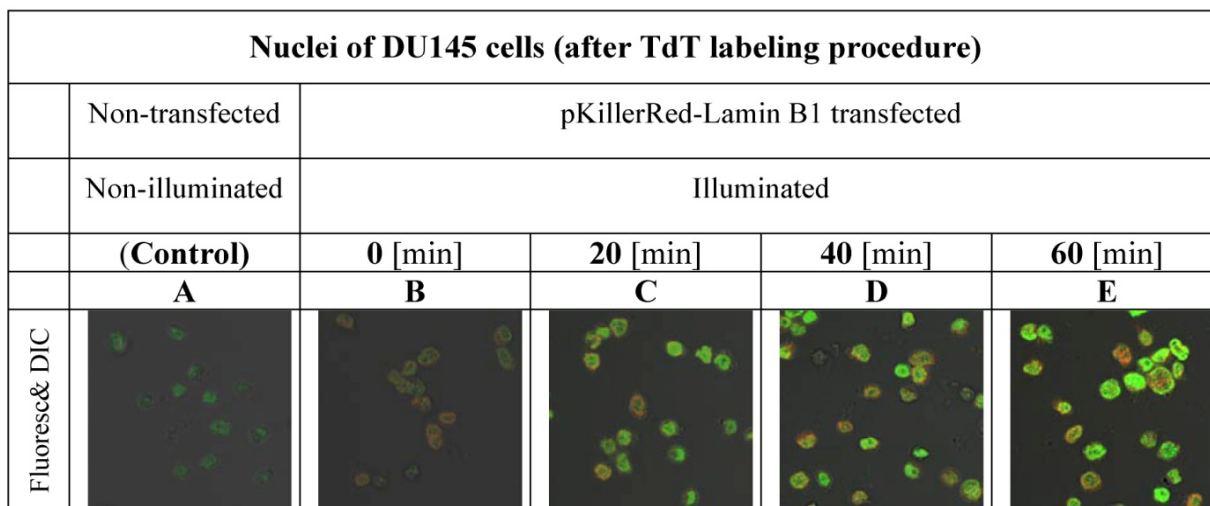 Nuclei of DU145 cells (after TdT labeling procedure)
Non-transfected
pKillerRed-Lamin B1 transfected
Non-illuminated
Illuminated
(Control)
0 [min]
20 [min]
40 [min]
60 [min]
A
B
C
D
E
Fluoresc& DIC